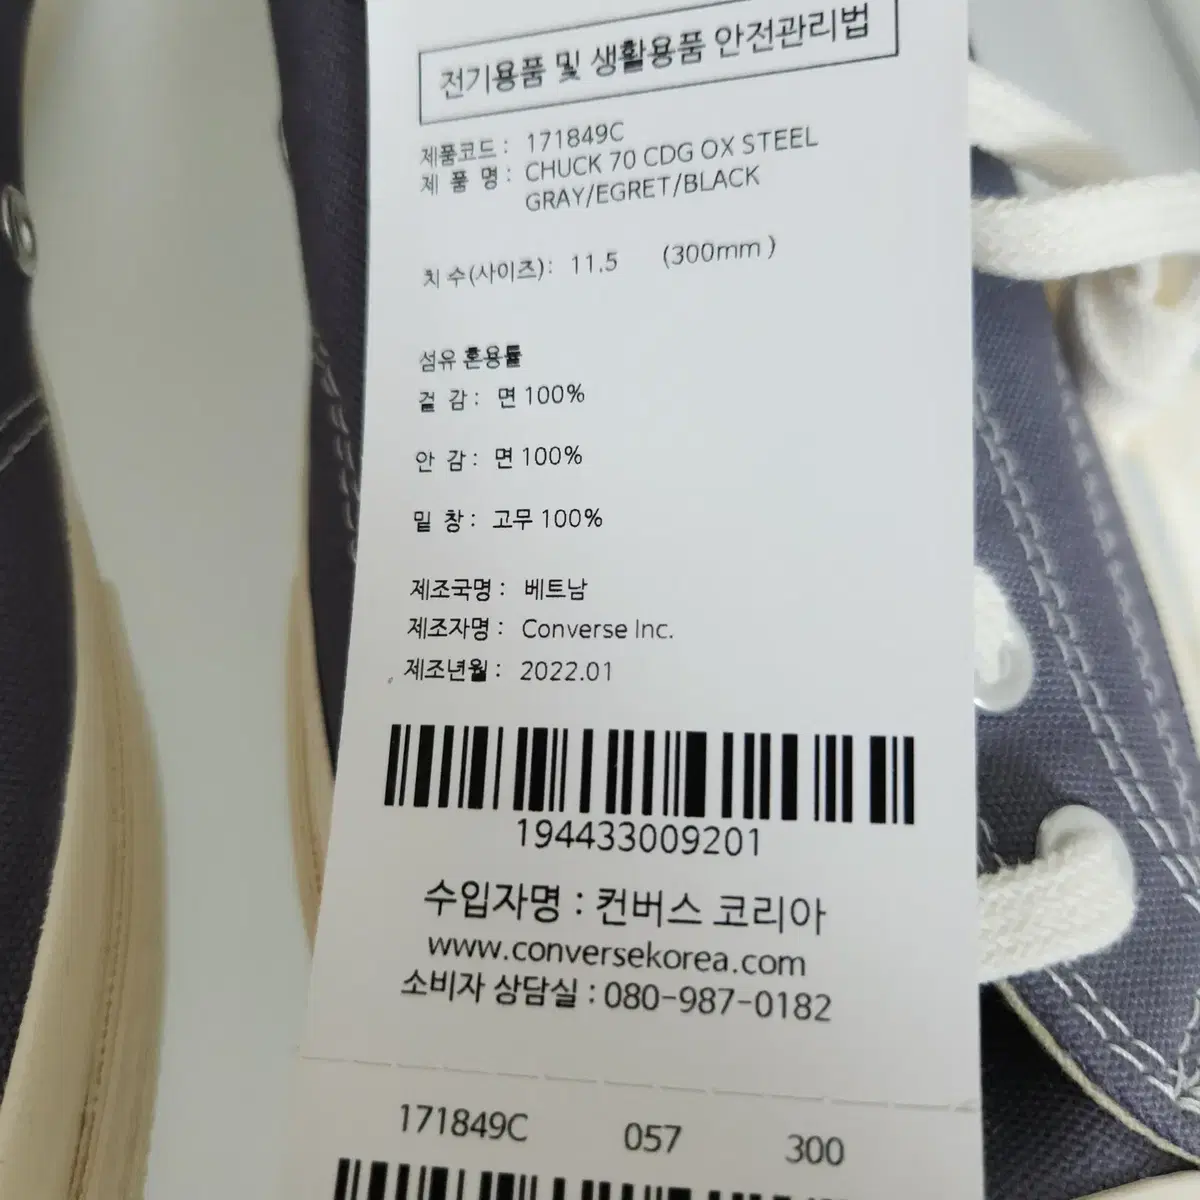 전기용품 및 생활용품 안전관리법
제품코드 : 171849C
제 품 명 : CHUCK 70 CDG OX STEEL
GRAY/EGRET/BLACK
치 수(사이즈) : 11.5 (300mm )
섬유 혼용률
겉 감 : 면 100%
안 감 : 면 100%
밑 창 : 고무 100%
제조국명 : 베트남
제조자명 : Converse Inc.
제조년월 : 2022.01
194433009201
수입자명 : 컨버스 코리아
www.conversekorea.com
소비자 상담실 : 080-987-0182
171849C 057 300